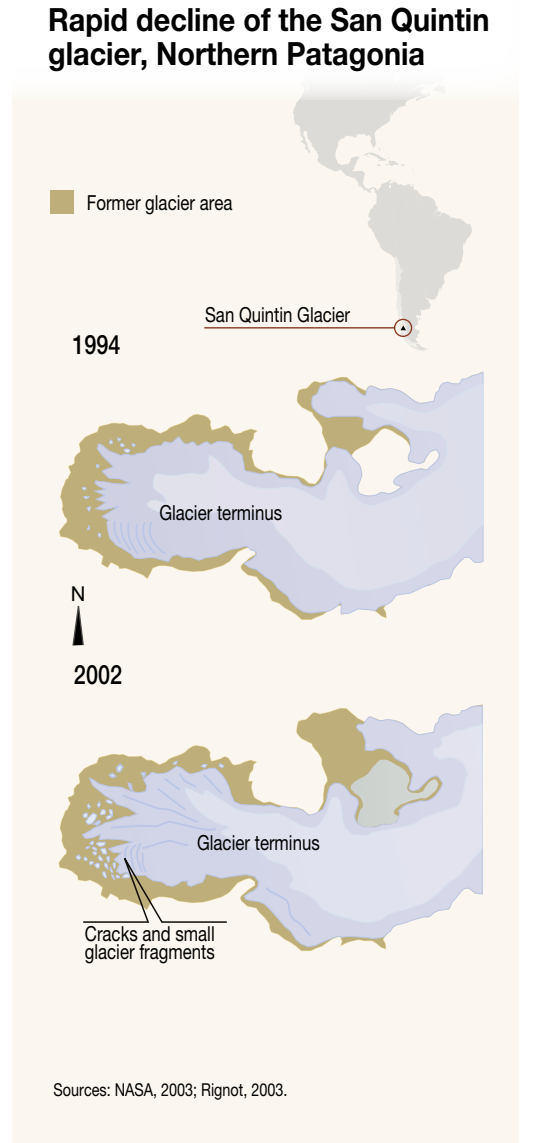 Rapid decline of the San Quintin
glacier, Northern Patagonia
Former glacier area
San Quintin Glacier
1994
Glacier terminus
N
2002
Glacier terminus
Cracks and small
glacier fragments
Sources: NASA, 2003; Rignot, 2003.